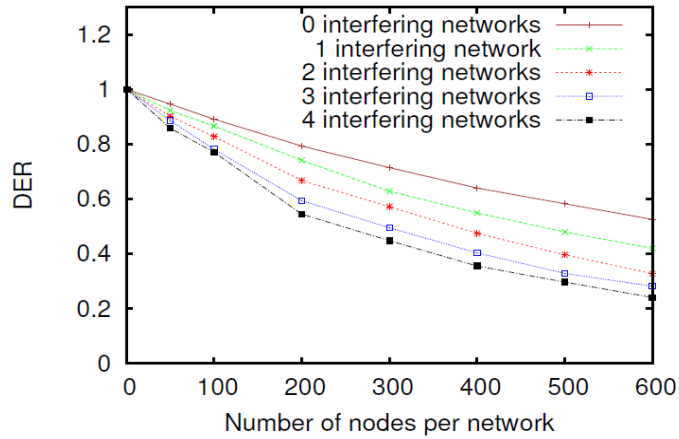 1.2
1
0.8
0.6
0.4
0.2
0
DER
0 interfering networks
1 interfering network
2 interfering networks
3 interfering networks
4 interfering networks
0 100 200 300 400 500 600
Number of nodes per network